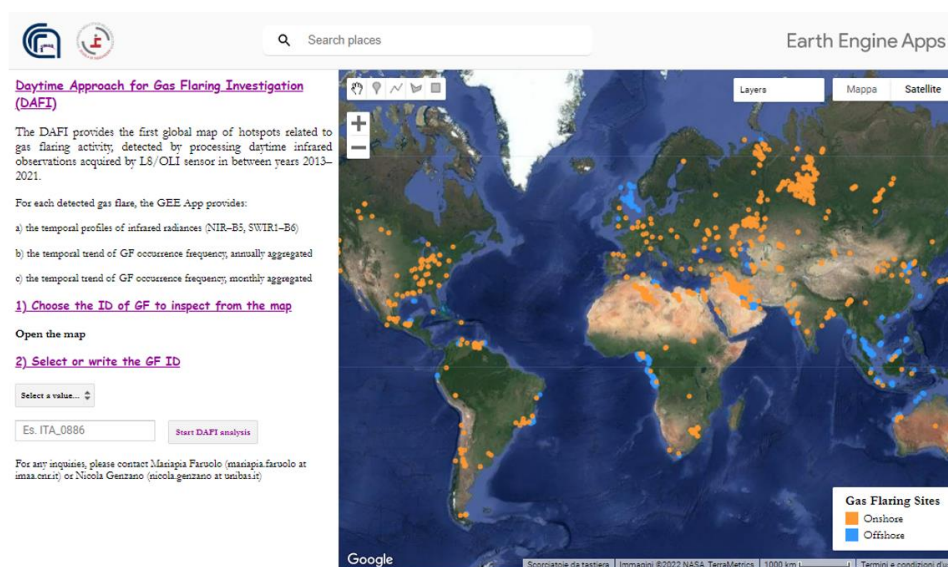 Search places
Earth Engine Apps
Daytime Approach for Gas Flaring Investigation
(DAFI)
The DAFI provides the first global map of hotspots related to
gas flaring activity, detected by processing daytime infrared
observations acquired by L8/OLI sensor in between years 2013–
2021.
For each detected gas flare, the GEE App provides:
a) the temporal profiles of infrared radiances (NIR–B5, SWIR1–B6)
b) the temporal trend of GF occurrence frequency, annually aggregated
c) the temporal trend of GF occurrence frequency, monthly aggregated
1) Choose the ID of GF to inspect from the map
Open the map
2) Select or write the GF ID
Select a value...
Es. ITA_0886
Start DAFI analysis
For any inquiries, please contact Mariapia Faruolo (mariapia.faruolo at
imaa.cnr.it) or Nicola Genzano (nicola.genzano at unibas.it)
Layers
Mappa
Satellite
Gas Flaring Sites
Onshore
Offshore
Google
Scorciatoie da tastiera
Immagini ©2022 NASA, TerraMetrics
1000 km
Termini e condizioni d